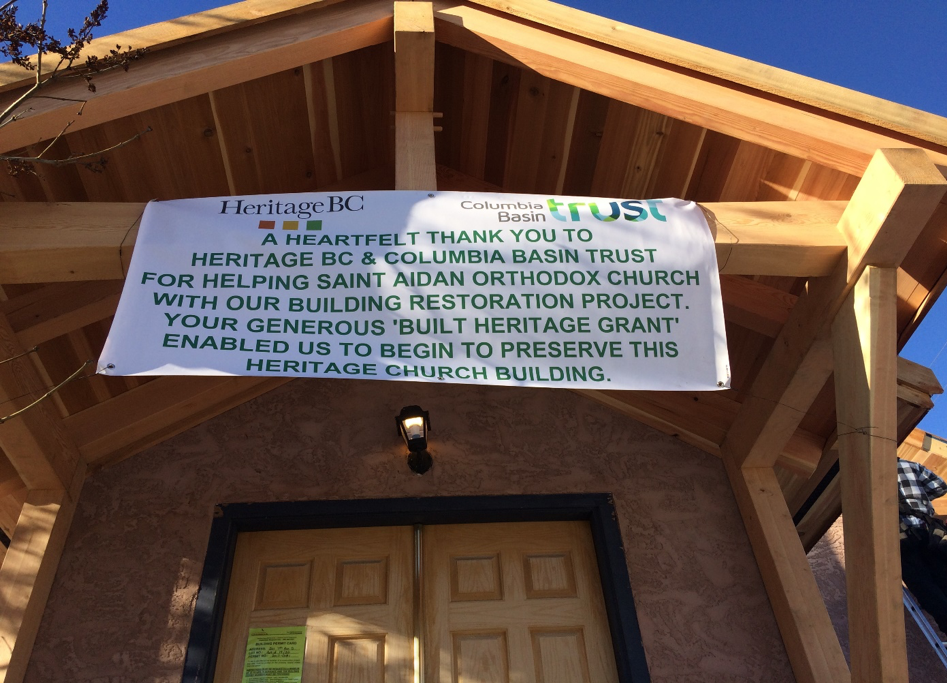 Heritage BC
Columbia
Basin trust
A HEARTFELT THANK YOU TO
HERITAGE BC & COLUMBIA BASIN TRUST
FOR HELPING SAINT AIDAN ORTHODOX CHURCH
WITH OUR BUILDING RESTORATION PROJECT.
YOUR GENEROUS 'BUILT HERITAGE GRANT'
ENABLED US TO BEGIN TO PRESERVE THIS
HERITAGE CHURCH BUILDING.